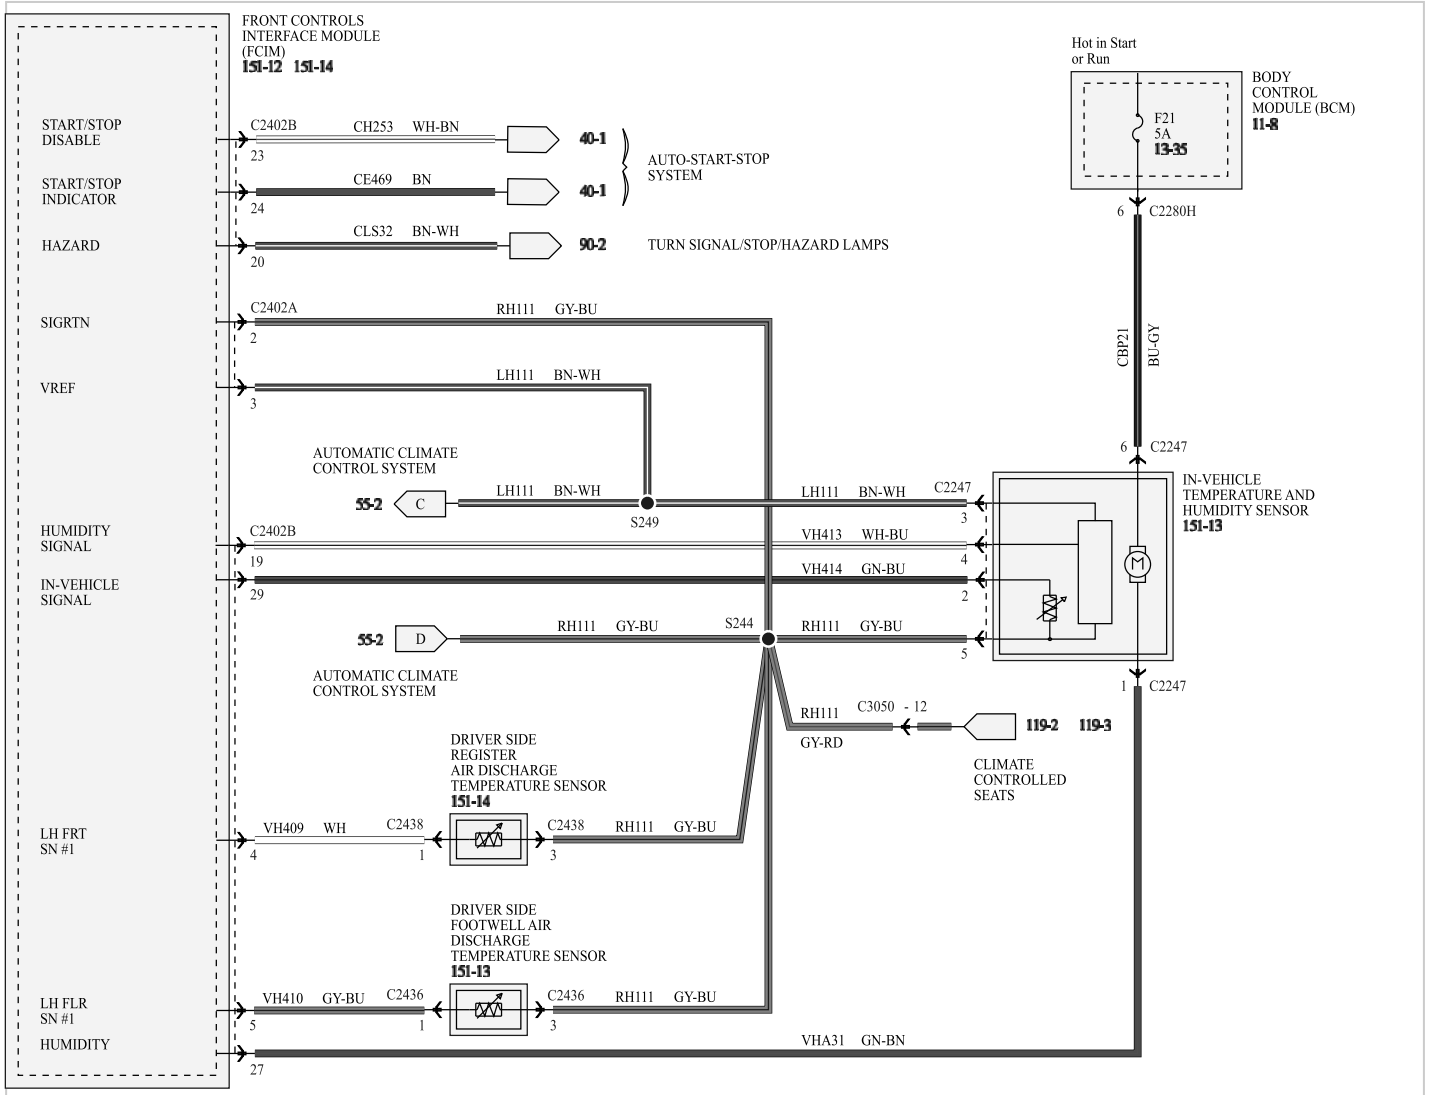 FRONT CONTROLS
INTERFACE MODULE
(FCIM)
151-12 151-14
Hot in Start
or Run
BODY
CONTROL
MODULE (BCM)
11-8
F21
5A
13-35
START/STOP
DISABLE
C2402B
CH253 WH-BN
23
40-1
AUTO-START-STOP
SYSTEM
START/STOP
INDICATOR
CE469 BN
24
40-1
6 C2280H
HAZARD
CLS32 BN-WH
20
90-2
TURN SIGNAL/STOP/HAZARD LAMPS
SIGRTN
C2402A
RH111 GY-BU
2
CBP21
BU-GY
VREF
LH111 BN-WH
3
6 C2247
AUTOMATIC CLIMATE
CONTROL SYSTEM
55-2
C
LH111 BN-WH
S249
LH111 BN-WH
C2247
3
IN-VEHICLE
TEMPERATURE AND
HUMIDITY SENSOR
151-13
M
HUMIDITY
SIGNAL
C2402B
19
VH413 WH-BU
4
IN-VEHICLE
SIGNAL
29
VH414 GN-BU
2
55-2
D
RH111 GY-BU
S244
RH111 GY-BU
5
AUTOMATIC CLIMATE
CONTROL SYSTEM
1 C2247
RH111
GY-RD
C3050 - 12
119-2 119-3
CLIMATE
CONTROLLED
SEATS
DRIVER SIDE
REGISTER
AIR DISCHARGE
TEMPERATURE SENSOR
151-14
LH FRT
SN #1
VH409 WH
C2438
4
1
C2438
3
RH111 GY-BU
DRIVER SIDE
FOOTWELL AIR
DISCHARGE
TEMPERATURE SENSOR
151-13
LH FLR
SN #1
VH410 GY-BU
C2436
5
1
C2436
3
RH111 GY-BU
HUMIDITY
27
VHA31 GN-BN